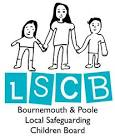 LSCB
Bournemouth & Poole
Local Safeguarding
Children Board